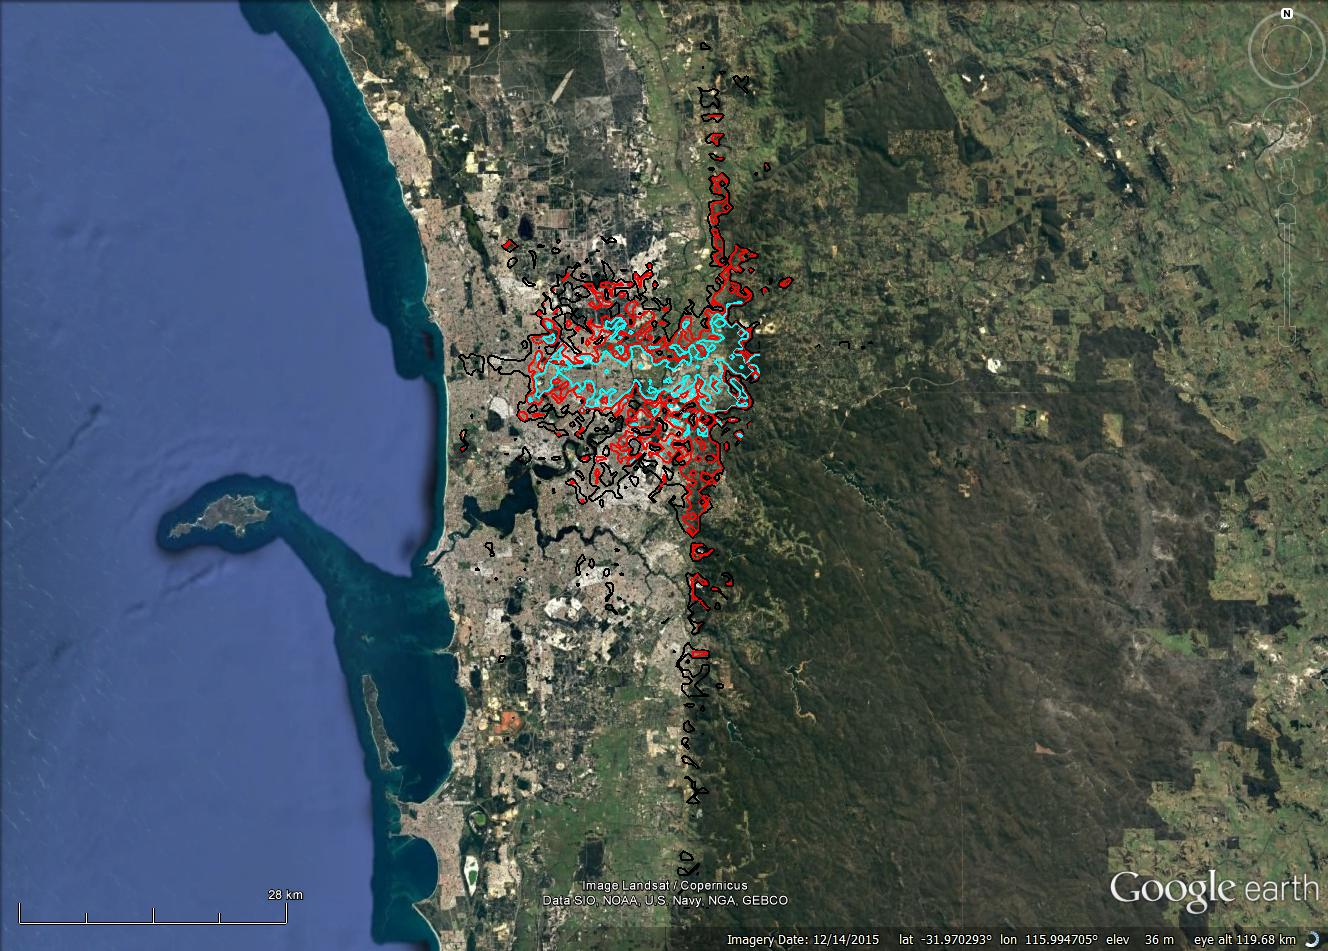 N
28 km
Image Landsat / Copernicus
Data SIO, NOAA, U.S. Navy, NGA, GEBCO
Google earth
Imagery Date: 12/14/2015 lat -31.970293° lon 115.994705° elev 36 m eye alt 119.68 km